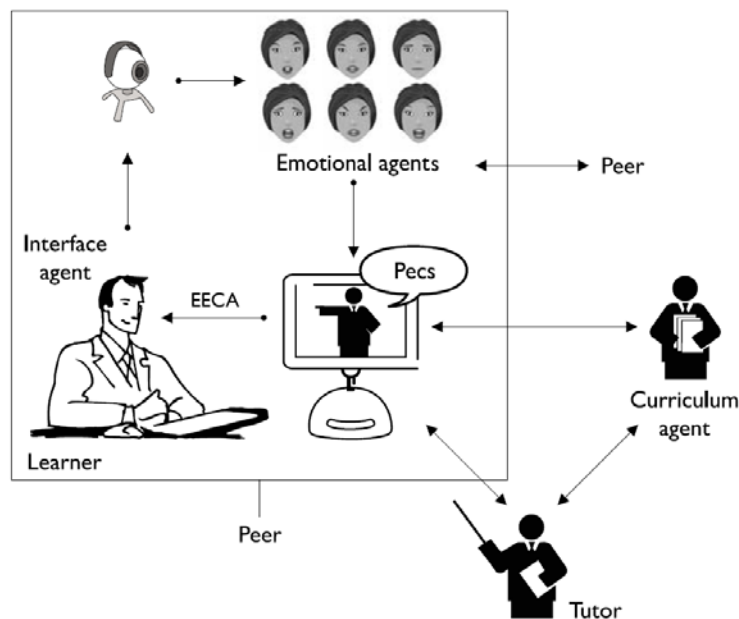 Emotional agents
Peer
Interface
agent
Pecs
EECA
Curriculum
agent
Learner
Peer
Tutor